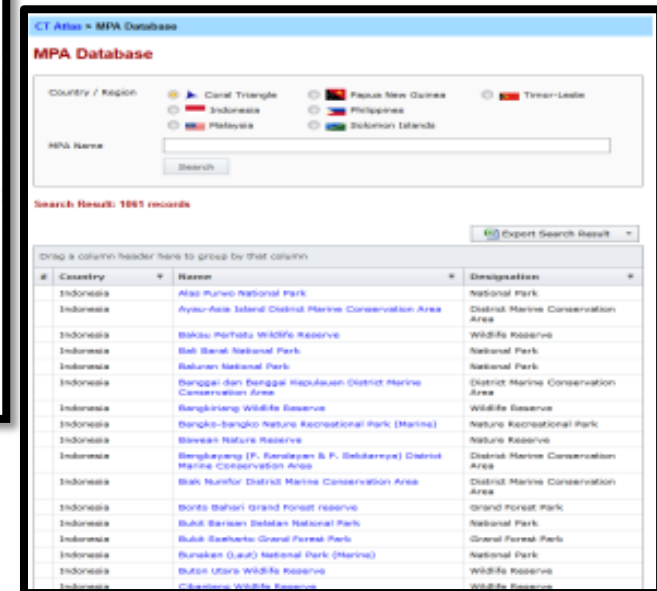 CT Atlas > MPA Database
MPA Database
Country / Region Coral Triangle Papua New Guinea Timor-Leste
Indonesia Philippines
Malaysia Solomon Islands
MPA Name
Search
Search Result: 1061 records
Export Search Result
Drag a column header here to group by that column
# Country Name Designation
Indonesia Alas Purwo National Park National Park
Indonesia Ayau-Asia Island District Marine Conservation Area District Marine Conservation
Area
Indonesia Bakau Wildlife Reserve Wildlife Reserve
Indonesia Bali Barat National Park National Park
Indonesia Baluran National Park National Park
Indonesia Banggai dan Banggai Kepulauan District Marine District Marine Conservation
Conservation Area Area
Indonesia Bangkiriang Wildlife Reserve Wildlife Reserve
Indonesia Bangko-bangko Nature Recreational Park (Marine) Nature Recreational Park
Indonesia Bawean Nature Reserve Nature Reserve
Indonesia Bengkayang (P. Randayan & P. Sekitarnya) District District Marine Conservation
Marine Conservation Area Area
Indonesia Biak Numfor District Marine Conservation Area District Marine Conservation
Area
Indonesia Bonto Bahari Grand Forest reserve Grand Forest Park
Indonesia Bukit Barisan Selatan National Park National Park
Indonesia Bukit Soeharto Grand Forest Park Grand Forest Park
Indonesia Bunaken (Laut) National Park (Marine) National Park
Indonesia Buton Utara Wildlife Reserve Wildlife Reserve
Indonesia Cikepuh Wildlife Reserve Wildlife Reserve